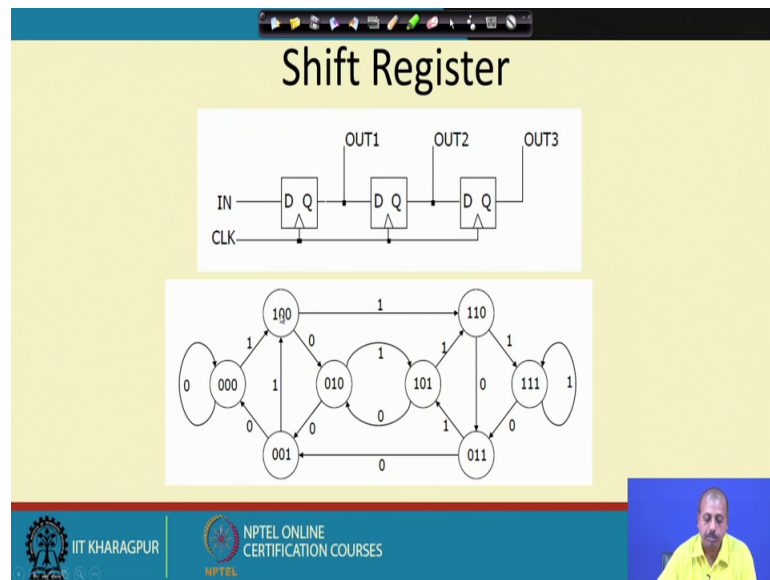 Shift Register
OUT1 OUT2 OUT3
IN D Q D Q D Q
CLK
100 1 110
1 0 1 1
0 000 1 010 1 101 0 111 1
0 0 0 1 0
001 0 011
IIT KHARAGPUR
NPTEL
NPTEL ONLINE
CERTIFICATION COURSES